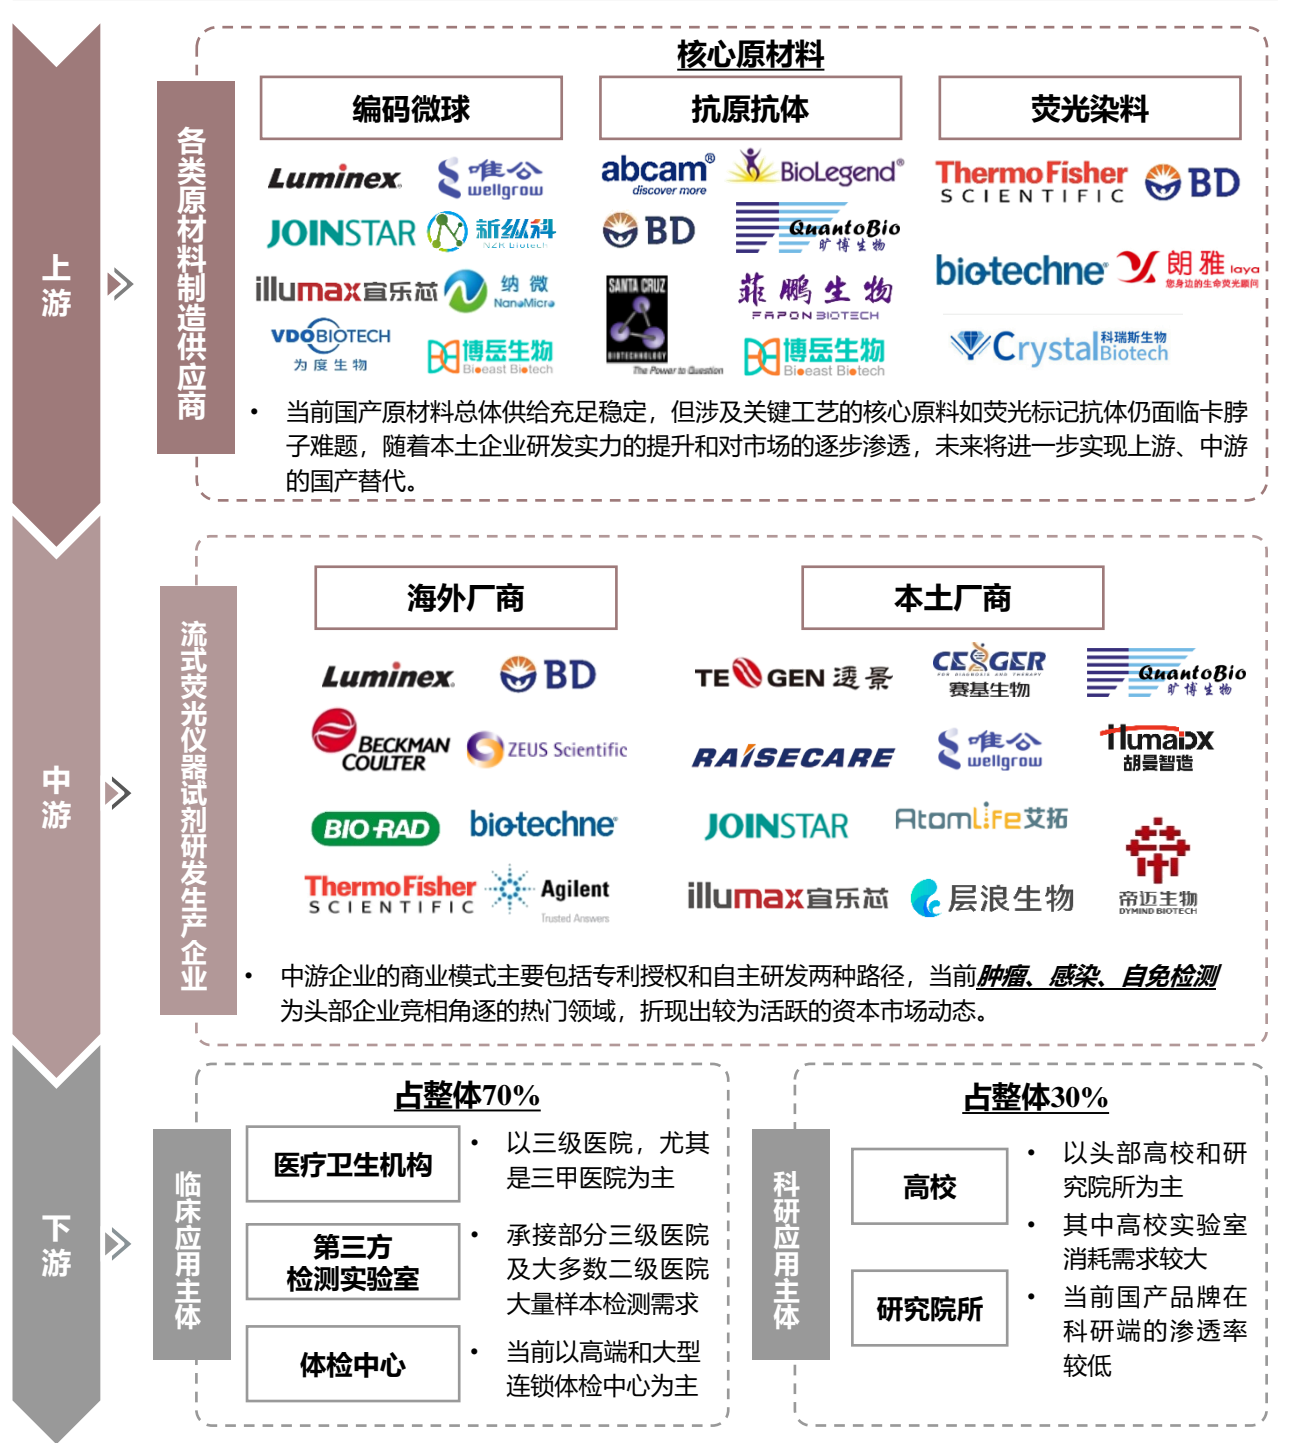 上游
各类原材料制造供应商
核心原材料
编码微球
抗原抗体
荧光染料
Luminex
唯公
wellgrow
JOINSTAR
新纵科
NZK biotech
illumax宜乐芯
纳微
NanoMicro
VDOBIOTECH
为度生物
博岳生物
Bioeast Biotech
abcam®
discover more
BioLegend®
BD
QuantoBio
旷博生物
SANTA CRUZ
BIOTECHNOLOGY
The Power to Question
菲鹏生物
FAPON BIOTECH
博岳生物
Bioeast Biotech
ThermoFisher
SCIENTIFIC
BD
bio-techne®
朗雅 laya
您身边的生命荧光顾问
Crystal
科瑞斯生物
Biotech
• 当前国产原材料总体供给充足稳定，但涉及关键工艺的核心原料如荧光标记抗体仍面临卡脖
子难题，随着本土企业研发实力的提升和对市场的逐步渗透，未来将进一步实现上游、中游
的国产替代。
中游
流式荧光仪器试剂研发生产企业
海外厂商
本土厂商
Luminex
BD
BECKMAN
COULTER
ZEUS Scientific
BIO-RAD
bio-techne®
ThermoFisher
SCIENTIFIC
Agilent
Trusted Answers
TEOGEN 透景
CESGER
FOR DIAGNOSIS AND THERAPY
赛基生物
QuantoBio
旷博生物
RAISECARE
唯公
wellgrow
HumaiDX
胡曼智造
JOINSTAR
AtomLife艾拓
帝迈生物
DYMIND BIOTECH
illumax宜乐芯
层浪生物
• 中游企业的商业模式主要包括专利授权和自主研发两种路径，当前肿瘤、感染、自免检测
为头部企业竞相角逐的热门领域，折现出较为活跃的资本市场动态。
下游
临床应用主体
占整体70%
医疗卫生机构
• 以三级医院，尤其
是三甲医院为主
第三方
检测实验室
• 承接部分三级医院
及大多数二级医院
大量样本检测需求
体检中心
• 当前以高端和大型
连锁体检中心为主
科研应用主体
占整体30%
高校
研究院所
• 以头部高校和研
究院所为主
• 其中高校实验室
消耗需求较大
• 当前国产品牌在
科研端的渗透率
较低